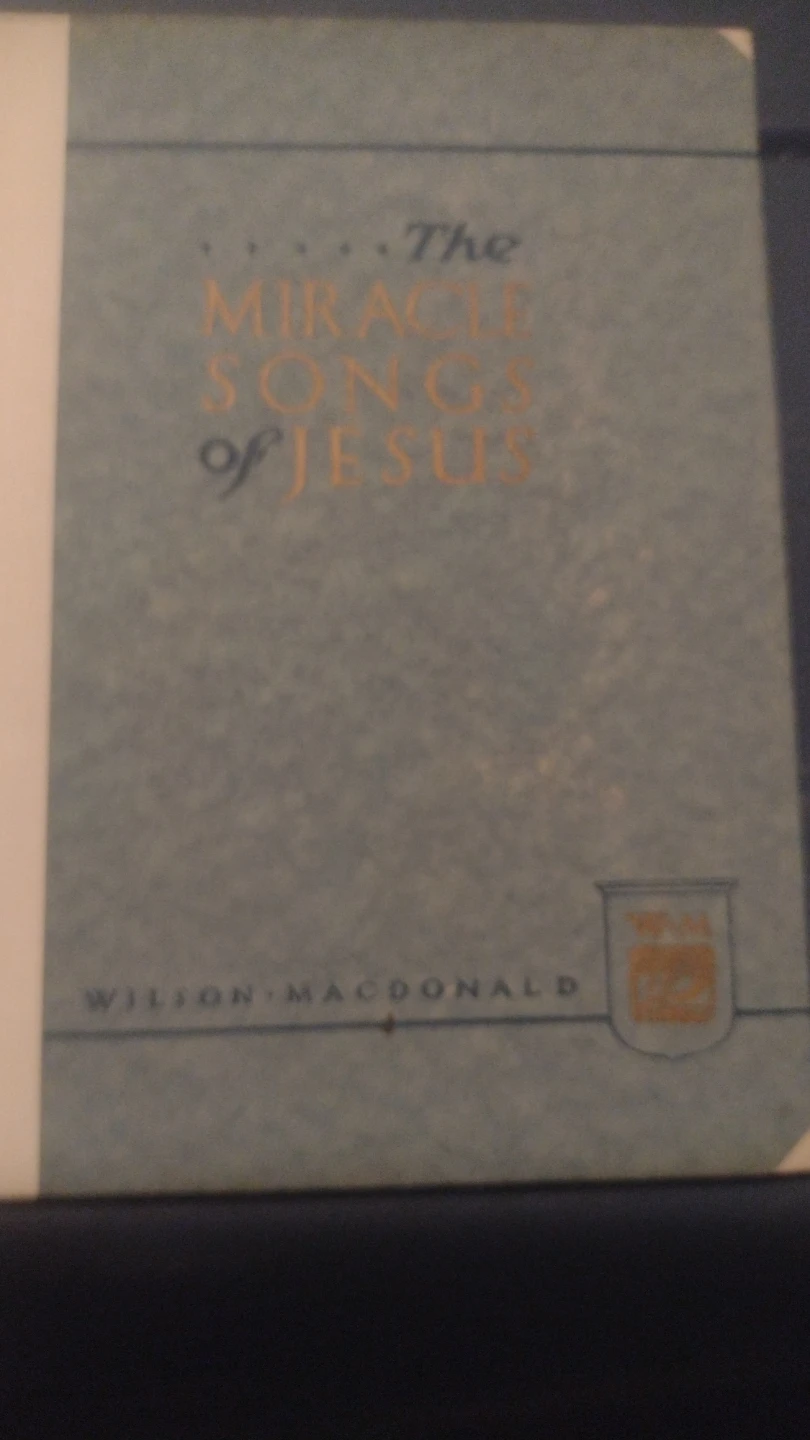 . . . . . The
MIRACLE
SONGS
of JESUS
WILSON · MACDONALD